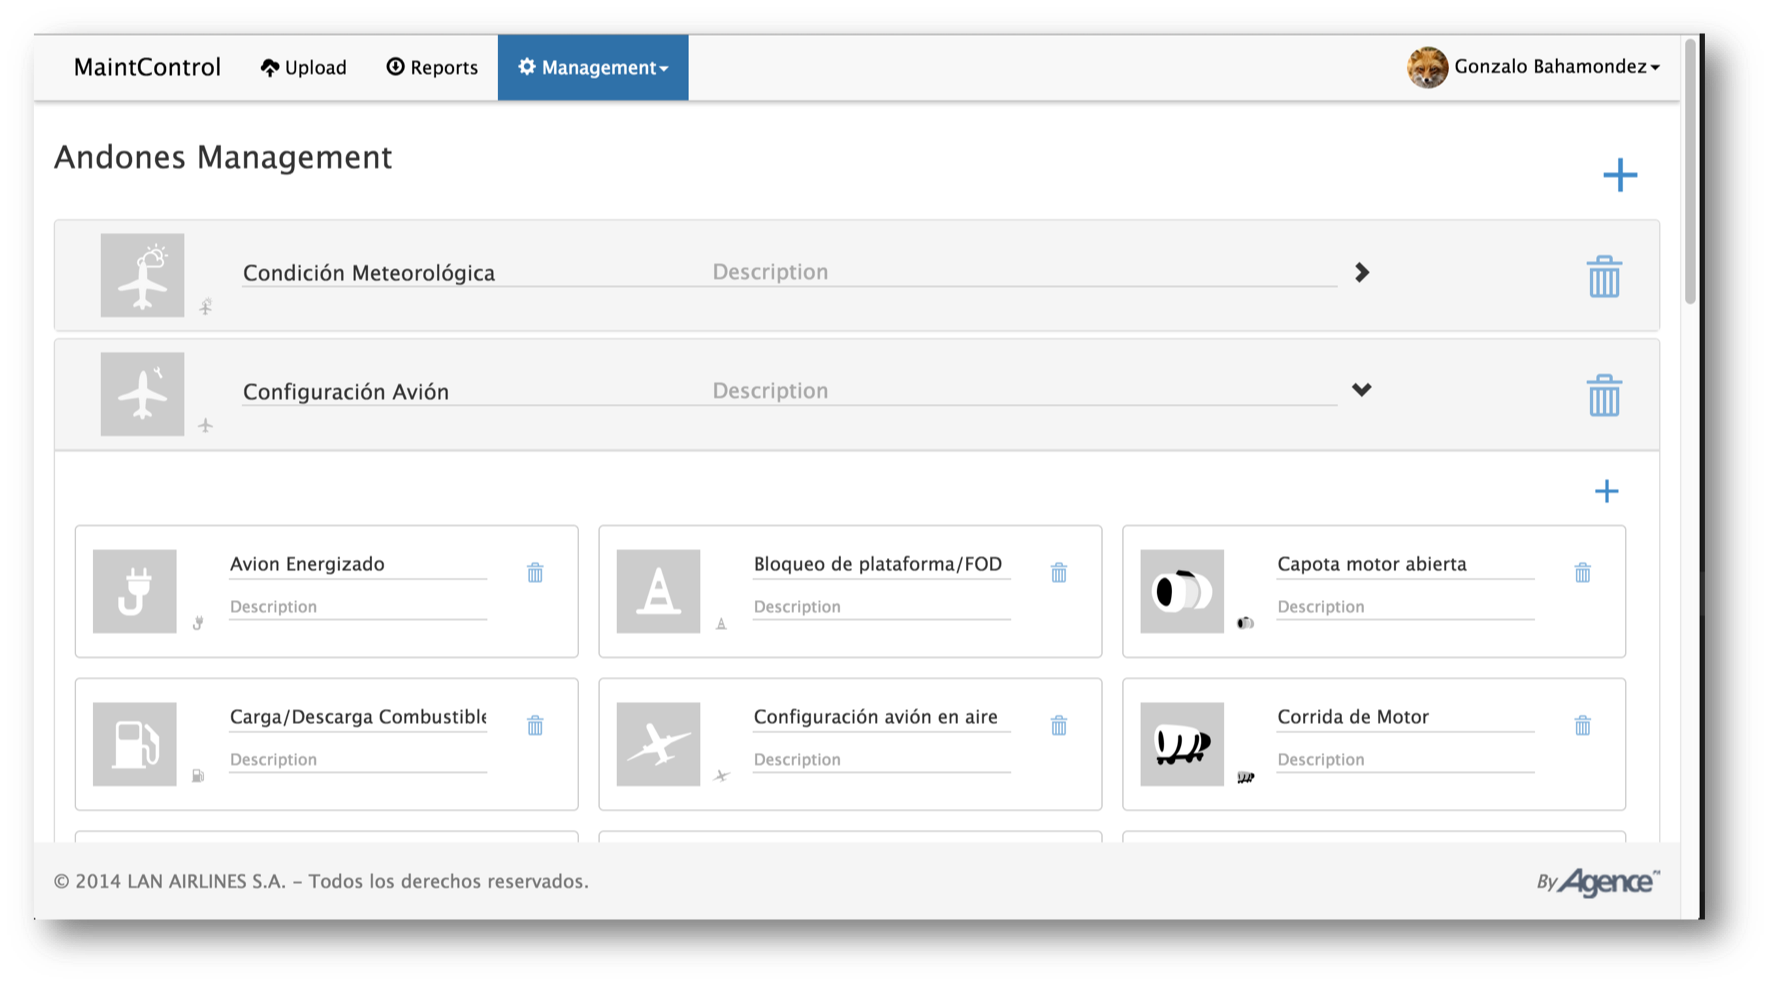 MaintControl Upload Reports Management Gonzalo Bahamondez
Andones Management
Condición Meteorológica Description
Configuración Avión Description
Avion Energizado
Description
Bloqueo de plataforma/FOD
Description
Capota motor abierta
Description
Carga/Descarga Combustible
Description
Configuración avión en aire
Description
Corrida de Motor
Description
© 2014 LAN AIRLINES S.A. – Todos los derechos reservados. By Agence™